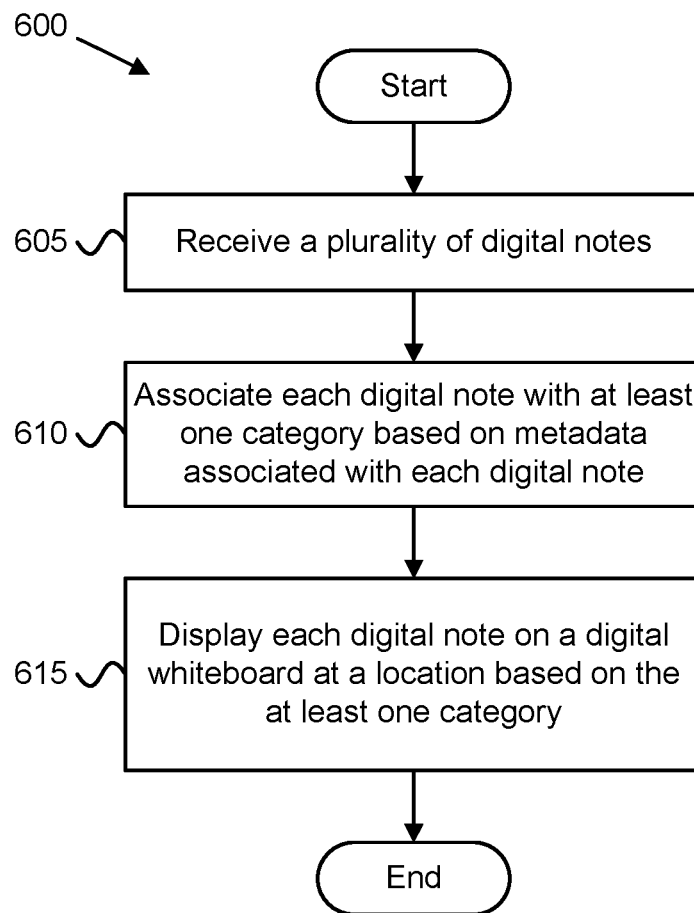 600
Start
605
Receive a plurality of digital notes
610
Associate each digital note with at least
one category based on metadata
associated with each digital note
615
Display each digital note on a digital
whiteboard at a location based on the
at least one category
End